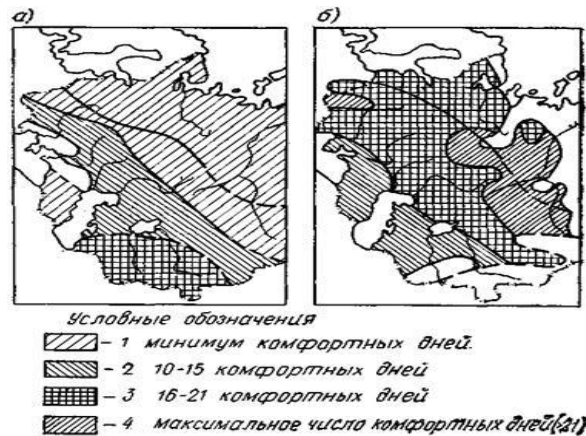 а)
б)
Условные обозначения
- 1 минимум комфортных дней.
- 2 10-15 комфортных дней
- 3 16-21 комфортных дней
- 4 максимальное число комфортных дней(>21)